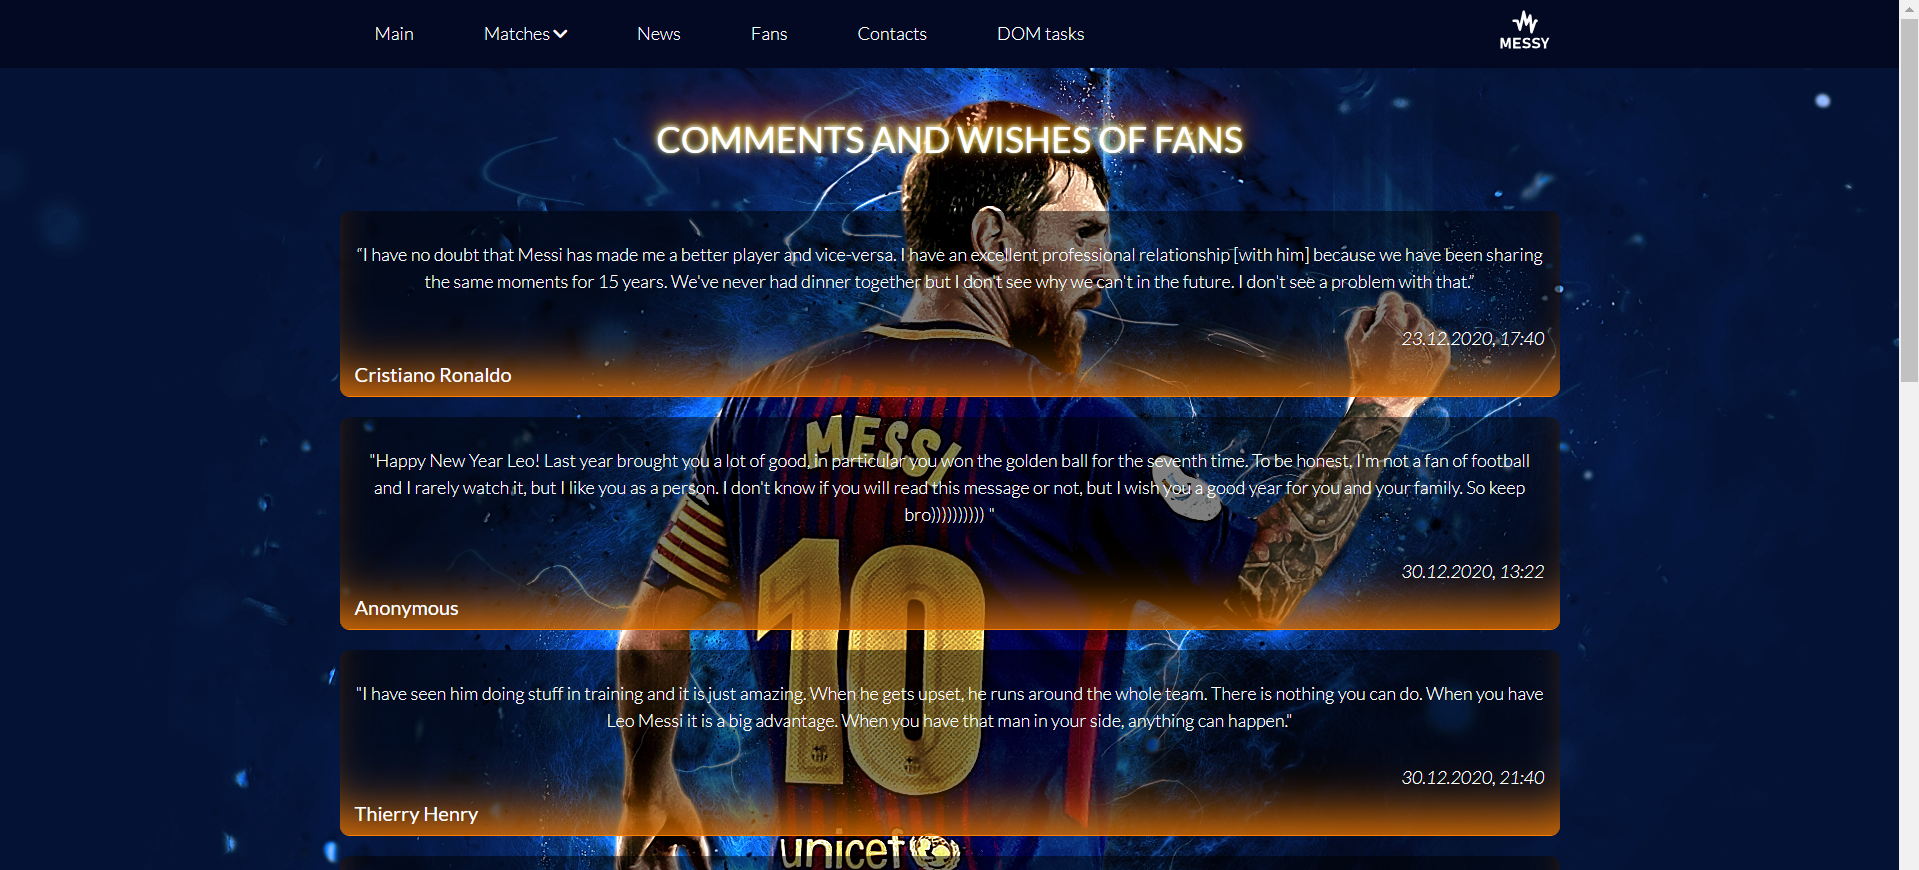 Main Matches News Fans Contacts DOM tasks
MESSY
COMMENTS AND WISHES OF FANS
“I have no doubt that Messi has made me a better player and vice-versa. I have an excellent professional relationship [with him] because we have been sharing
the same moments for 15 years. We've never had dinner together but I don't see why we can't in the future. I don't see a problem with that.”
23.12.2020, 17:40
Cristiano Ronaldo
MESSI
"Happy New Year Leo! Last year brought you a lot of good, in particular you won the golden ball for the seventh time. To be honest, I'm not a fan of football
and I rarely watch it, but I like you as a person. I don't know if you will read this message or not, but I wish you a good year for you and your family. So keep
bro)))))))))) "
10
30.12.2020, 13:22
Anonymous
"I have seen him doing stuff in training and it is just amazing. When he gets upset, he runs around the whole team. There is nothing you can do. When you have
Leo Messi it is a big advantage. When you have that man in your side, anything can happen."
30.12.2020, 21:40
Thierry Henry
unicef